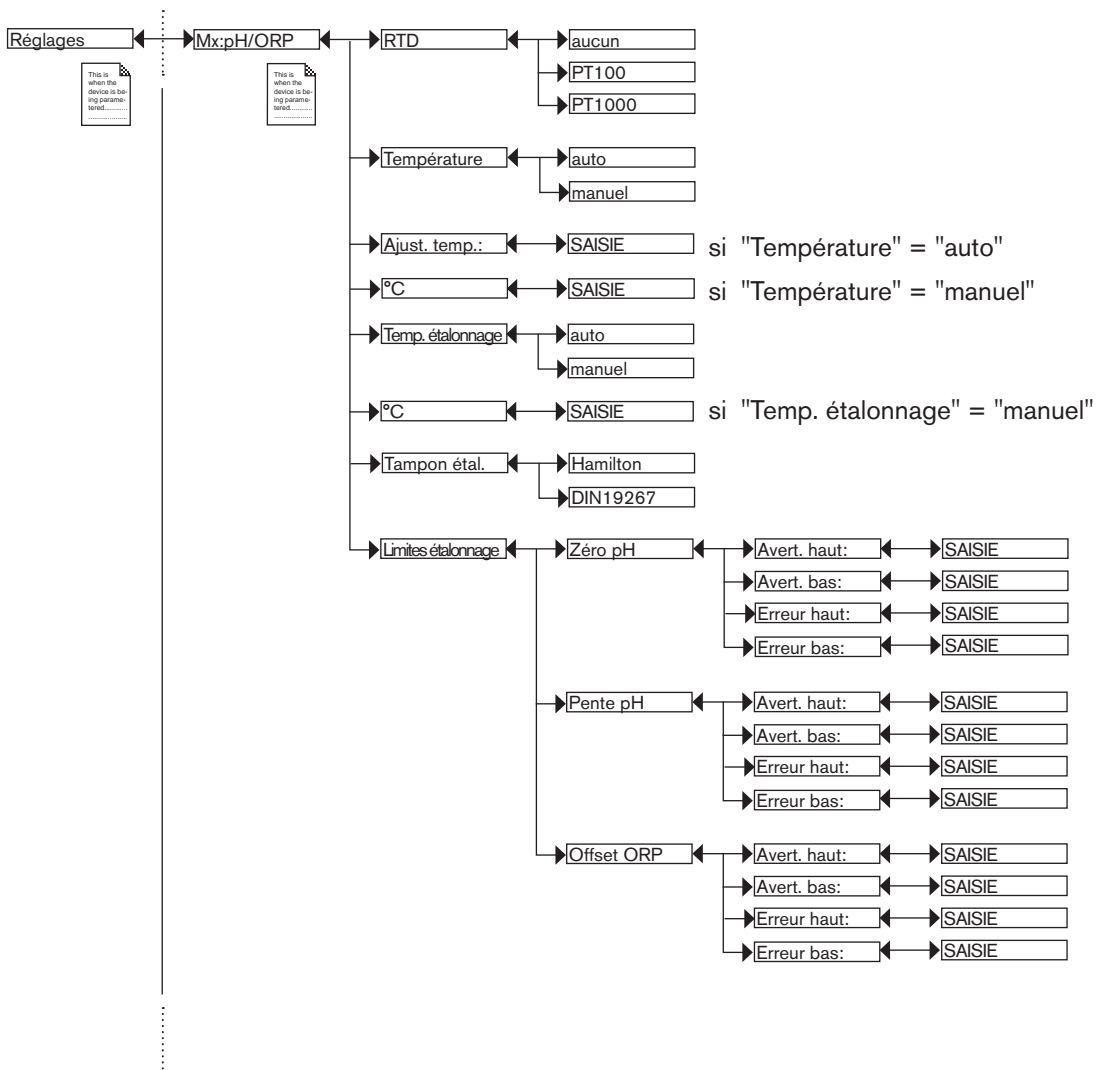 Réglages Mx:pH/ORP RTD aucun
PT100
PT1000
This is
when the
device is be-
ing parame-
tered............
....................
This is
when the
device is be-
ing parame-
tered............
....................
Température auto
manuel
Ajust. temp.: SAISIE si "Température" = "auto"
°C SAISIE si "Température" = "manuel"
Temp. étalonnage auto
manuel
°C SAISIE si "Temp. étalonnage" = "manuel"
Tampon étal. Hamilton
DIN19267
Limites étalonnage Zéro pH Avert. haut: SAISIE
Avert. bas: SAISIE
Erreur haut: SAISIE
Erreur bas: SAISIE
Pente pH Avert. haut: SAISIE
Avert. bas: SAISIE
Erreur haut: SAISIE
Erreur bas: SAISIE
Offset ORP Avert. haut: SAISIE
Avert. bas: SAISIE
Erreur haut: SAISIE
Erreur bas: SAISIE